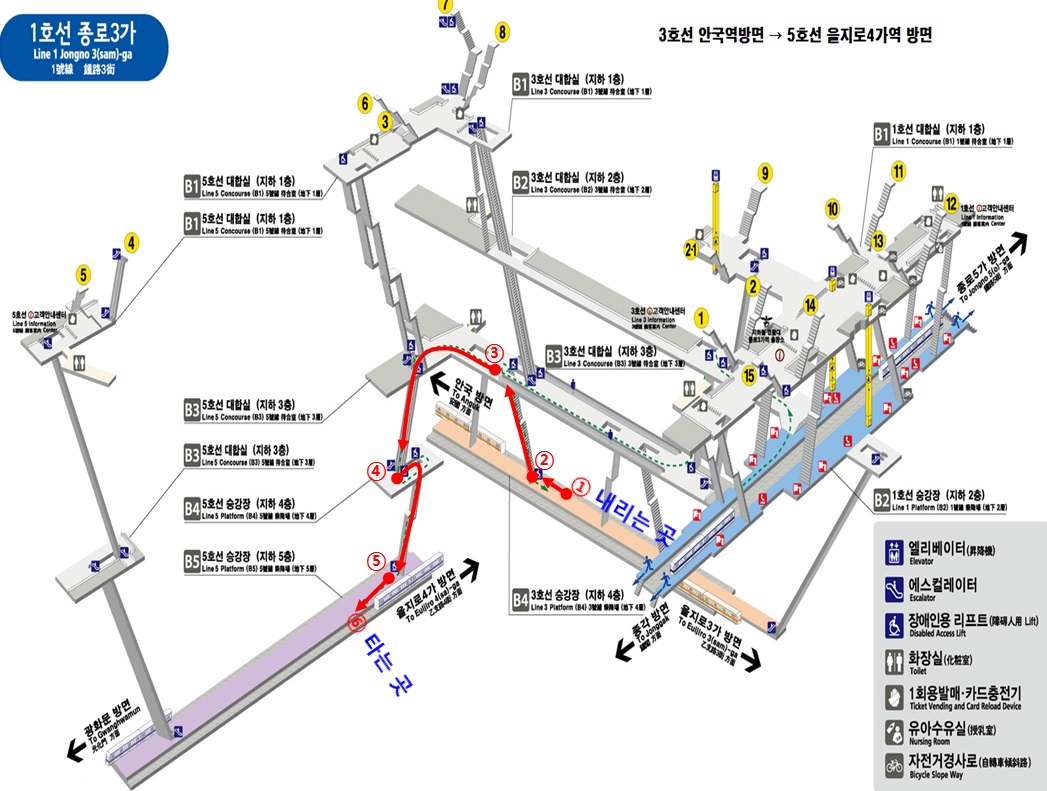 1호선 종로3가
Line 1 Jongno 3(sam)-ga
1號線 鍾路3街
3호선 안국역방면 → 5호선 을지로4가역 방면
7
8
6
3
B1 3호선 대합실 (지하 1층)
Line 3 Concourse (B1) 3號線 待合室 (地下 1層)
B1 1호선 대합실 (지하 1층)
Line 1 Concourse (B1) 1號線 待合室 (地下 1層)
B1 5호선 대합실 (지하 1층)
Line 5 Concourse (B1) 5號線 待合室 (地下 1層)
B2 3호선 대합실 (지하 2층)
Line 3 Concourse (B2) 3號線 待合室 (地下 2層)
B1 5호선 대합실 (지하 1층)
Line 5 Concourse (B1) 5號線 待合室 (地下 1層)
9
11
10
12
13
2-1
2
14
1
15
4
5
1호선 고객안내센터
Line 1 Information
종로5가 방면
To Jongno 5(o)-ga
5호선 고객안내센터
Line 5 Information
3호선 고객안내센터
Line 3 Information
B3 3호선 대합실 (지하 3층)
Line 3 Concourse (B3) 3號線 待合室 (地下 3層)
③
안국 방면
To Anguk
安國 方面
B3 5호선 대합실 (지하 3층)
Line 5 Concourse (B3) 5號線 待合室 (地下 3層)
B3 5호선 대합실 (지하 3층)
Line 5 Concourse (B3) 5號線 待合室 (地下 3層)
④
②
①
내리는 곳
B4 5호선 승강장 (지하 4층)
Line 5 Platform (B4) 5號線 乘降場 (地下 4層)
B2 1호선 승강장 (지하 2층)
Line 1 Platform (B2) 1號線 乘降場 (地下 2層)
B5 5호선 승강장 (지하 5층)
Line 5 Platform (B5) 5號線 乘降場 (地下 5層)
⑤
⑥
타는 곳
을지로4가 방면
To Euljiro 4(sa)-ga
乙支路4街 方面
B4 3호선 승강장 (지하 4층)
Line 3 Platform (B4) 3號線 乘降場 (地下 4層)
종각 방면
To Jonggak
鐘閣 方面
을지로3가 방면
To Euljiro 3(sam)-ga
乙支路3街 方面
광화문 방면
To Gwanghwamun
光化門 方面
엘리베이터(昇降機)
Elevator
에스컬레이터
Escalator
장애인용 리프트(障碍人用 Lift)
Disabled Access Lift
화장실(化粧室)
Toilet
1회용발매·카드충전기
Ticket Vending and Card Reload Device
유아수유실(授乳室)
Nursing Room
자전거경사로(自轉車傾斜路)
Bicycle Slope Way